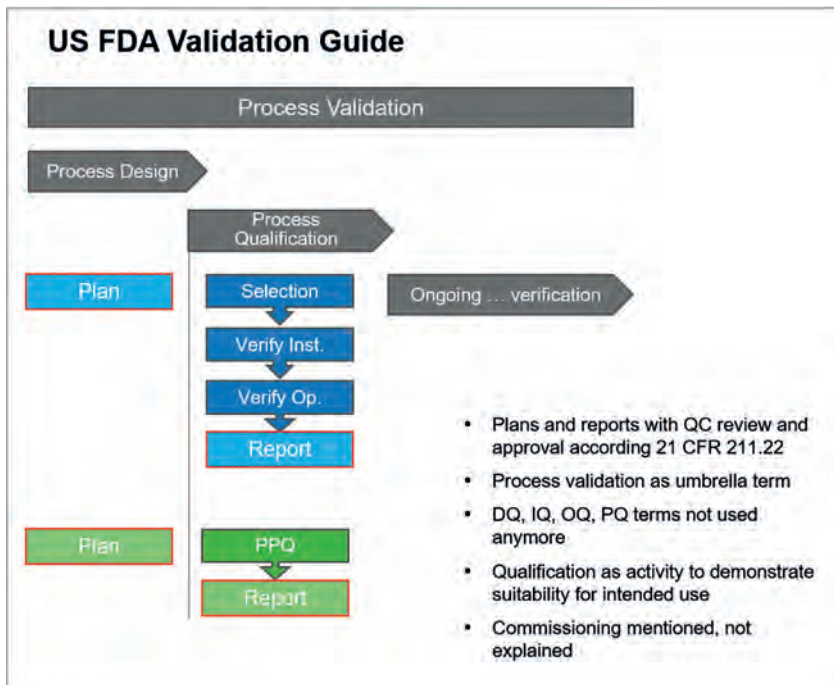 US FDA Validation Guide
Process Validation
Process Design
Process
Qualification
Plan
Selection
Ongoing ... verification
Verify Inst.
Verify Op.
Report
• Plans and reports with QC review and
approval according 21 CFR 211.22
• Process validation as umbrella term
• DQ, IQ, OQ, PQ terms not used
anymore
• Qualification as activity to demonstrate
suitability for intended use
• Commissioning mentioned, not
explained
Plan
PPQ
Report